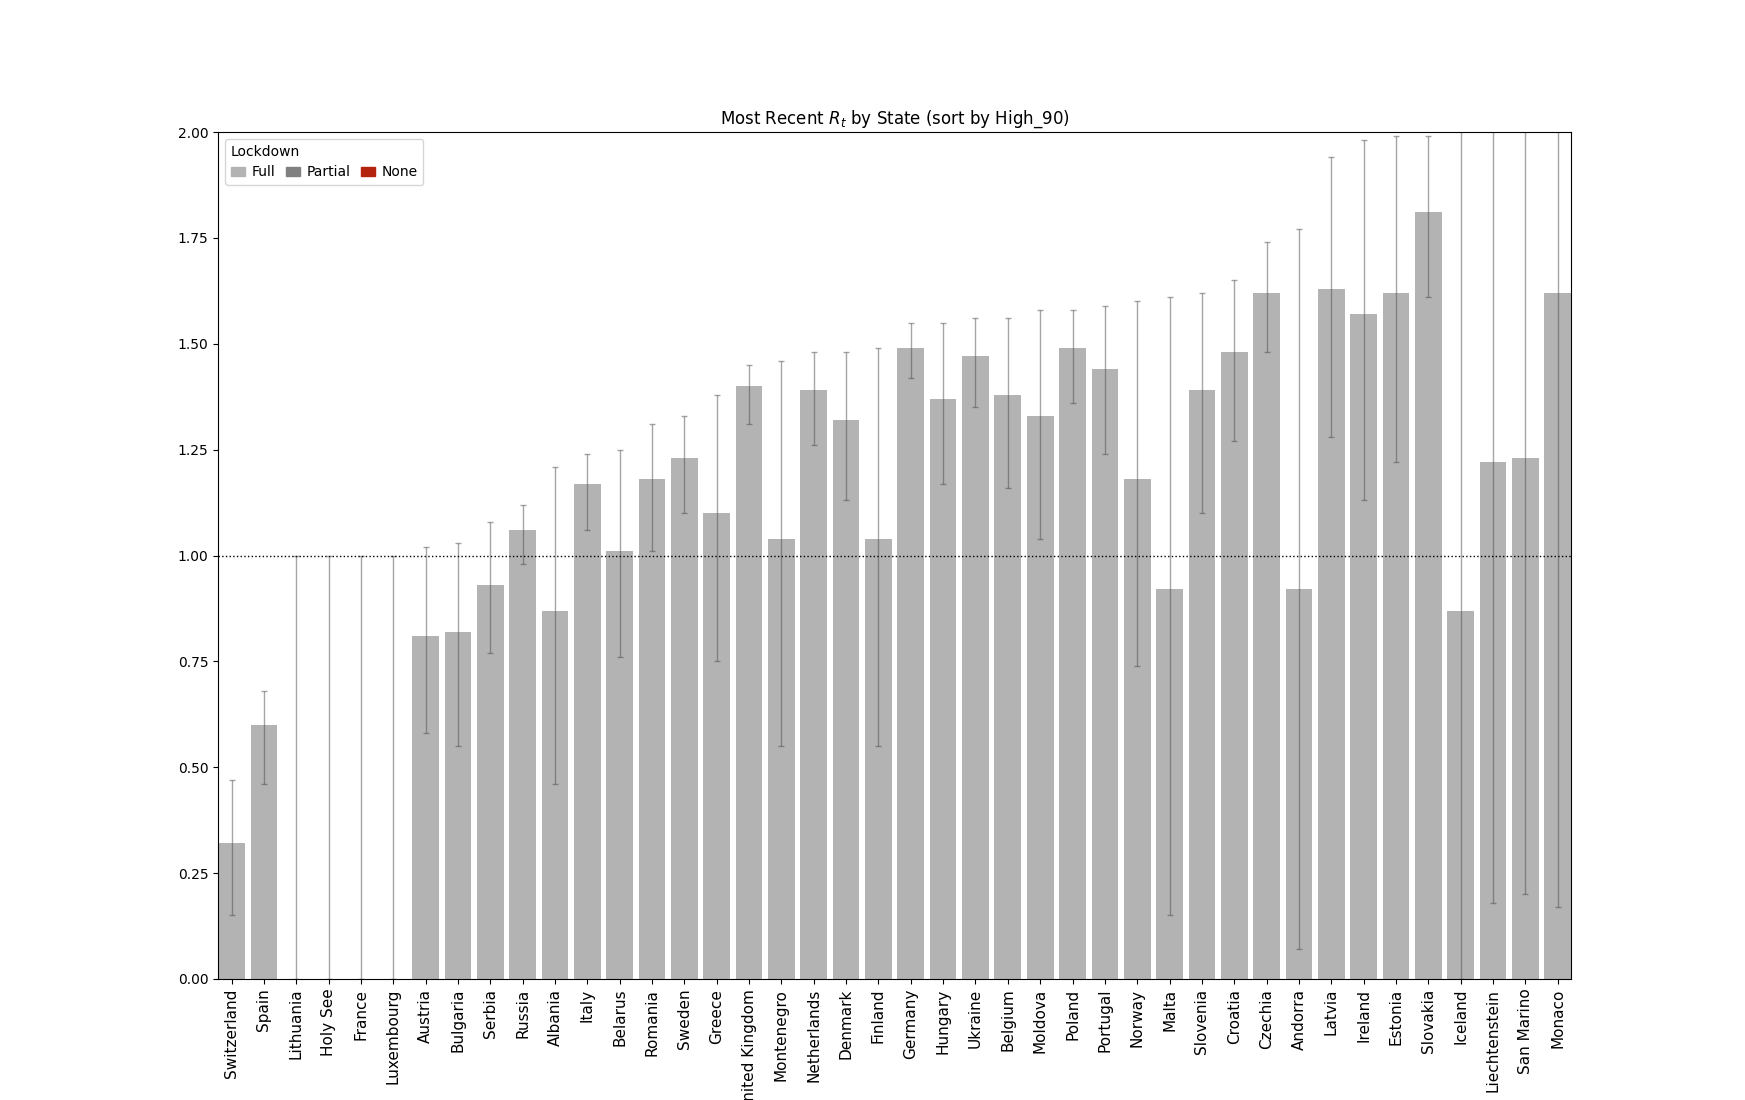 Most Recent R_t by State (sort by High_90)
Lockdown
Full Partial None
2.00
1.75
1.50
1.25
1.00
0.75
0.50
0.25
0.00
Switzerland
Spain
Lithuania
Holy See
France
Luxembourg
Austria
Bulgaria
Serbia
Russia
Albania
Italy
Belarus
Romania
Sweden
Greece
nited Kingdom
Montenegro
Netherlands
Denmark
Finland
Germany
Hungary
Ukraine
Belgium
Moldova
Poland
Portugal
Norway
Malta
Slovenia
Croatia
Czechia
Andorra
Latvia
Ireland
Estonia
Slovakia
Iceland
Liechtenstein
San Marino
Monaco